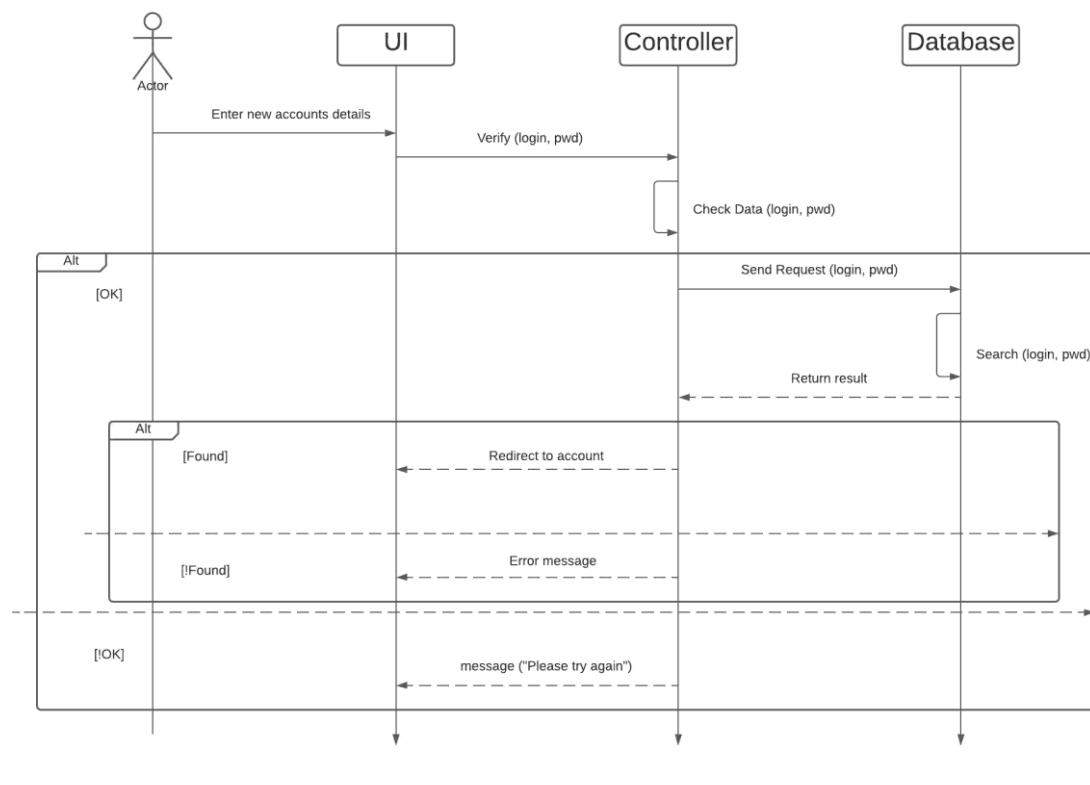 UI
Controller
Database
Actor
Enter new accounts details
Verify (login, pwd)
Check Data (login, pwd)
Alt
Send Request (login, pwd)
[OK]
Search (login, pwd)
Return result
Alt
[Found]
Redirect to account
Error message
[!Found]
[!OK]
message ("Please try again")